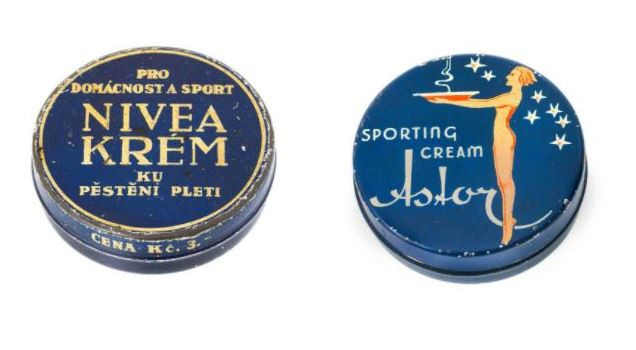 PRO
DOMÁCNOST A SPORT
NIVEA
KRÉM
KU
PĚSTĚNÍ PLETI
CENA Kč. 3.-
SPORTING
CREAM
Astor